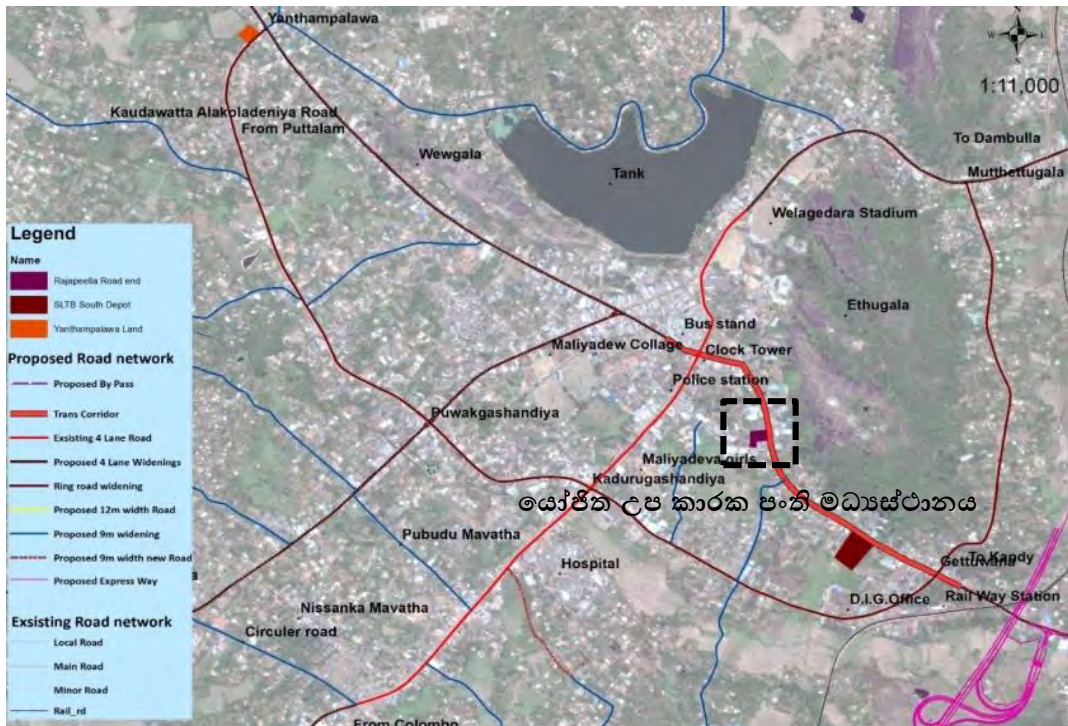 Yanthampalawa
1:11,000
Kaudawatta Alakoladeniya Road
From Puttalam
To Dambulla
Mutthettugala
Wewgala
Tank
Welagedara Stadium
Legend
Name
Rajapeella Road end
SLTB South Depot
Yanthampalawa Land
Proposed Road network
Proposed By Pass
Trans Corridor
Exsisting 4 Lane Road
Proposed 4 Lane Widenings
Ring road widening
Proposed 12m width Road
Proposed 9m widening
Proposed 9m width new Road
Proposed Express Way
Exsisting Road network
Local Road
Main Road
Minor Road
Rail_rd
Ethugala
Bus stand
Maliyadew Collage
Clock Tower
Police station
Puwakgashandiya
Maliyadeva girls
Kadurugashandiya
යෝජිත උප කාරක පංති මධ්‍යස්ථානය
Pubudu Mavatha
Hospital
To Kandy
Gettuwana
D.I.G.Office
Rail Way Station
Nissanka Mavatha
Circuler road
From Colombo